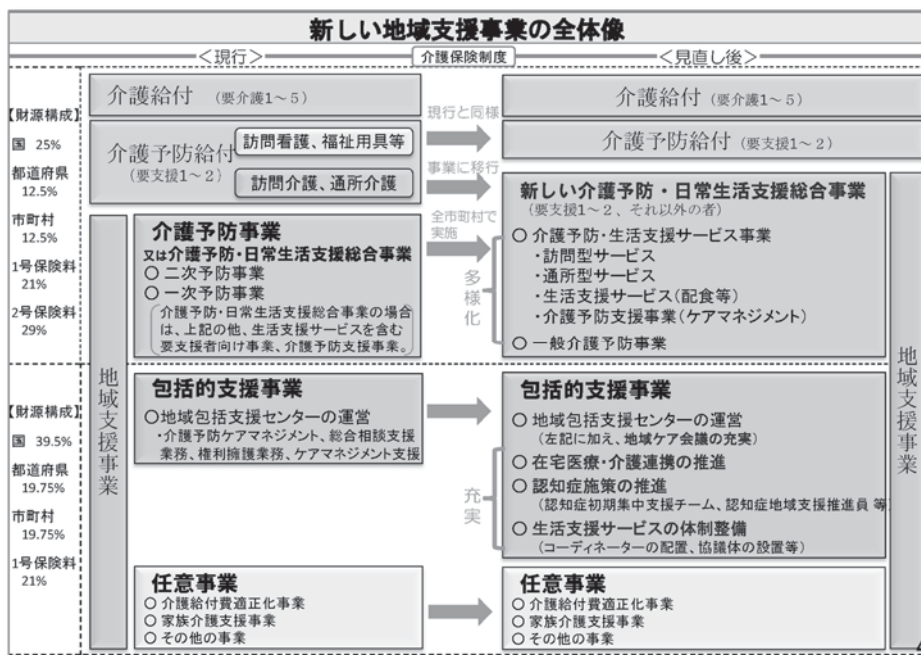 新しい地域支援事業の全体像
＜現行＞
介護保険制度
＜見直し後＞
【財源構成】
国 25%
都道府県
12.5%
市町村
12.5%
1号保険料
21%
2号保険料
29%
【財源構成】
国 39.5%
都道府県
19.75%
市町村
19.75%
1号保険料
21%
介護給付 （要介護1～5）
介護予防給付
（要支援1～2）
訪問看護、福祉用具等
訪問介護、通所介護
介護予防事業
又は介護予防・日常生活支援総合事業
○ 二次予防事業
○ 一次予防事業
介護予防・日常生活支援総合事業の場合
は、上記の他、生活支援サービスを含む
要支援者向け事業、介護予防支援事業。
地域支援事業
包括的支援事業
○地域包括支援センターの運営
・介護予防ケアマネジメント、総合相談支援
業務、権利擁護業務、ケアマネジメント支援
任意事業
○ 介護給付費適正化事業
○ 家族介護支援事業
○ その他の事業
現行と同様
事業に移行
全市町村で
実施
多様化
充実
介護給付 （要介護1～5）
介護予防給付 （要支援1～2）
新しい介護予防・日常生活支援総合事業
（要支援1～2、それ以外の者）
○ 介護予防・生活支援サービス事業
・訪問型サービス
・通所型サービス
・生活支援サービス（配食等）
・介護予防支援事業（ケアマネジメント）
○ 一般介護予防事業
包括的支援事業
○ 地域包括支援センターの運営
（左記に加え、地域ケア会議の充実）
○ 在宅医療・介護連携の推進
○ 認知症施策の推進
（認知症初期集中支援チーム、認知症地域支援推進員 等）
○ 生活支援サービスの体制整備
（コーディネーターの配置、協議体の設置等）
任意事業
○ 介護給付費適正化事業
○ 家族介護支援事業
○ その他の事業
地域支援事業